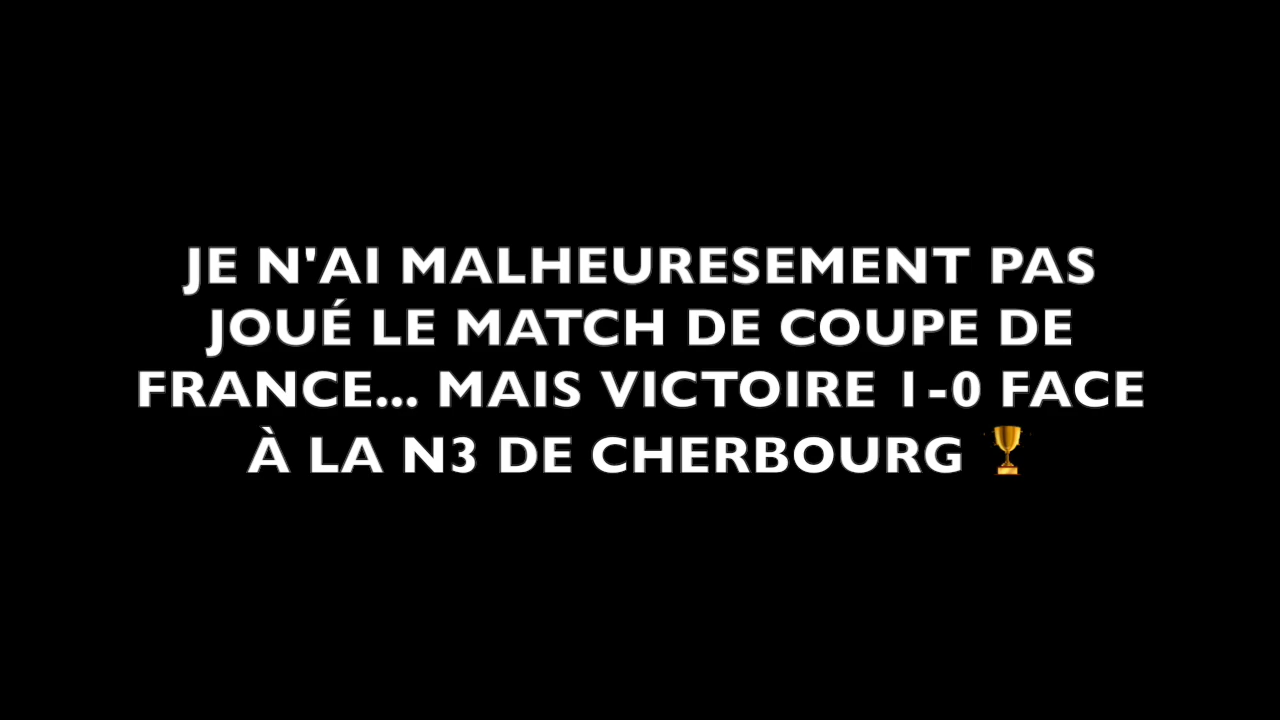 JE N'AI MALHEURESEMENT PAS
JOUÉ LE MATCH DE COUPE DE
FRANCE... MAIS VICTOIRE 1-0 FACE
À LA N3 DE CHERBOURG 🏆